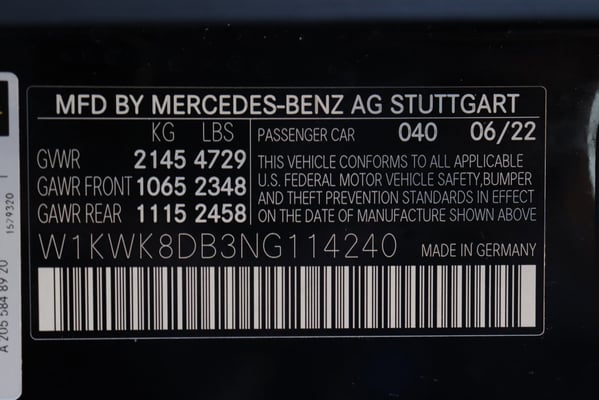 MFD BY MERCEDES-BENZ AG STUTTGART
KG LBS
GVWR 2145 4729
GAWR FRONT 1065 2348
GAWR REAR 1115 2458
PASSENGER CAR 040 06/22
THIS VEHICLE CONFORMS TO ALL APPLICABLE
U.S. FEDERAL MOTOR VEHICLE SAFETY,BUMPER
AND THEFT PREVENTION STANDARDS IN EFFECT
ON THE DATE OF MANUFACTURE SHOWN ABOVE
W1KWK8DB3NG114240
MADE IN GERMANY
A 205 584 89 20
1579320